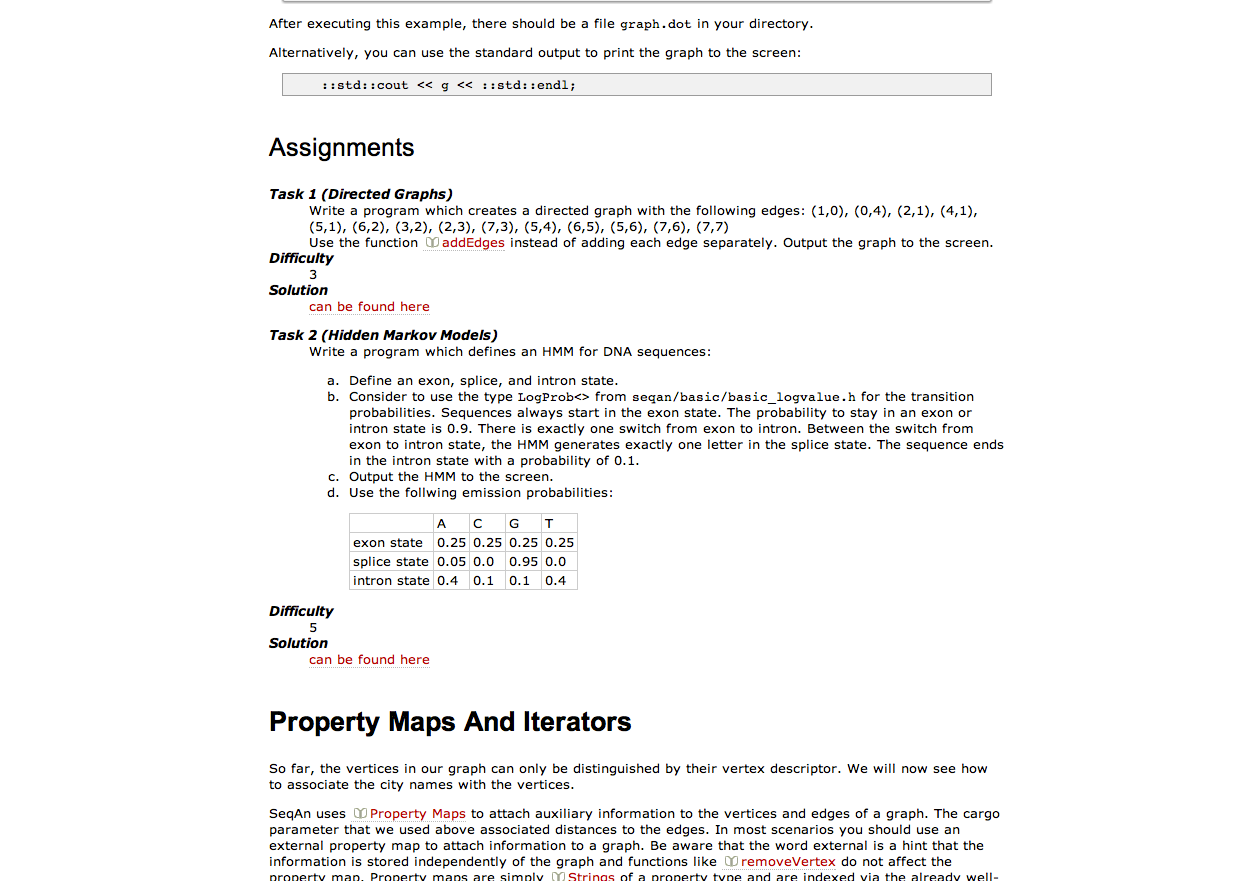 After executing this example, there should be a file graph.dot in your directory.
Alternatively, you can use the standard output to print the graph to the screen:
::std::cout << g << ::std::endl;
Assignments
Task 1 (Directed Graphs)
Write a program which creates a directed graph with the following edges: (1,0), (0,4), (2,1), (4,1),
(5,1), (6,2), (3,2), (2,3), (7,3), (5,4), (6,5), (5,6), (7,6), (7,7)
Use the function addEdges instead of adding each edge separately. Output the graph to the screen.
Difficulty
3
Solution
can be found here
Task 2 (Hidden Markov Models)
Write a program which defines an HMM for DNA sequences:
a. Define an exon, splice, and intron state.
b. Consider to use the type LogProb<> from seqan/basic/basic_logvalue.h for the transition
probabilities. Sequences always start in the exon state. The probability to stay in an exon or
intron state is 0.9. There is exactly one switch from exon to intron. Between the switch from
exon to intron state, the HMM generates exactly one letter in the splice state. The sequence ends
in the intron state with a probability of 0.1.
c. Output the HMM to the screen.
d. Use the follwing emission probabilities:
A C G T
exon state 0.25 0.25 0.25 0.25
splice state 0.05 0.0 0.95 0.0
intron state 0.4 0.1 0.1 0.4
Difficulty
5
Solution
can be found here
Property Maps And Iterators
So far, the vertices in our graph can only be distinguished by their vertex descriptor. We will now see how
to associate the city names with the vertices.
SeqAn uses Property Maps to attach auxiliary information to the vertices and edges of a graph. The cargo
parameter that we used above associated distances to the edges. In most scenarios you should use an
external property map to attach information to a graph. Be aware that the word external is a hint that the
information is stored independently of the graph and functions like removeVertex do not affect the
property map. Property maps are simply Strings of a property type and are indexed via the already well-